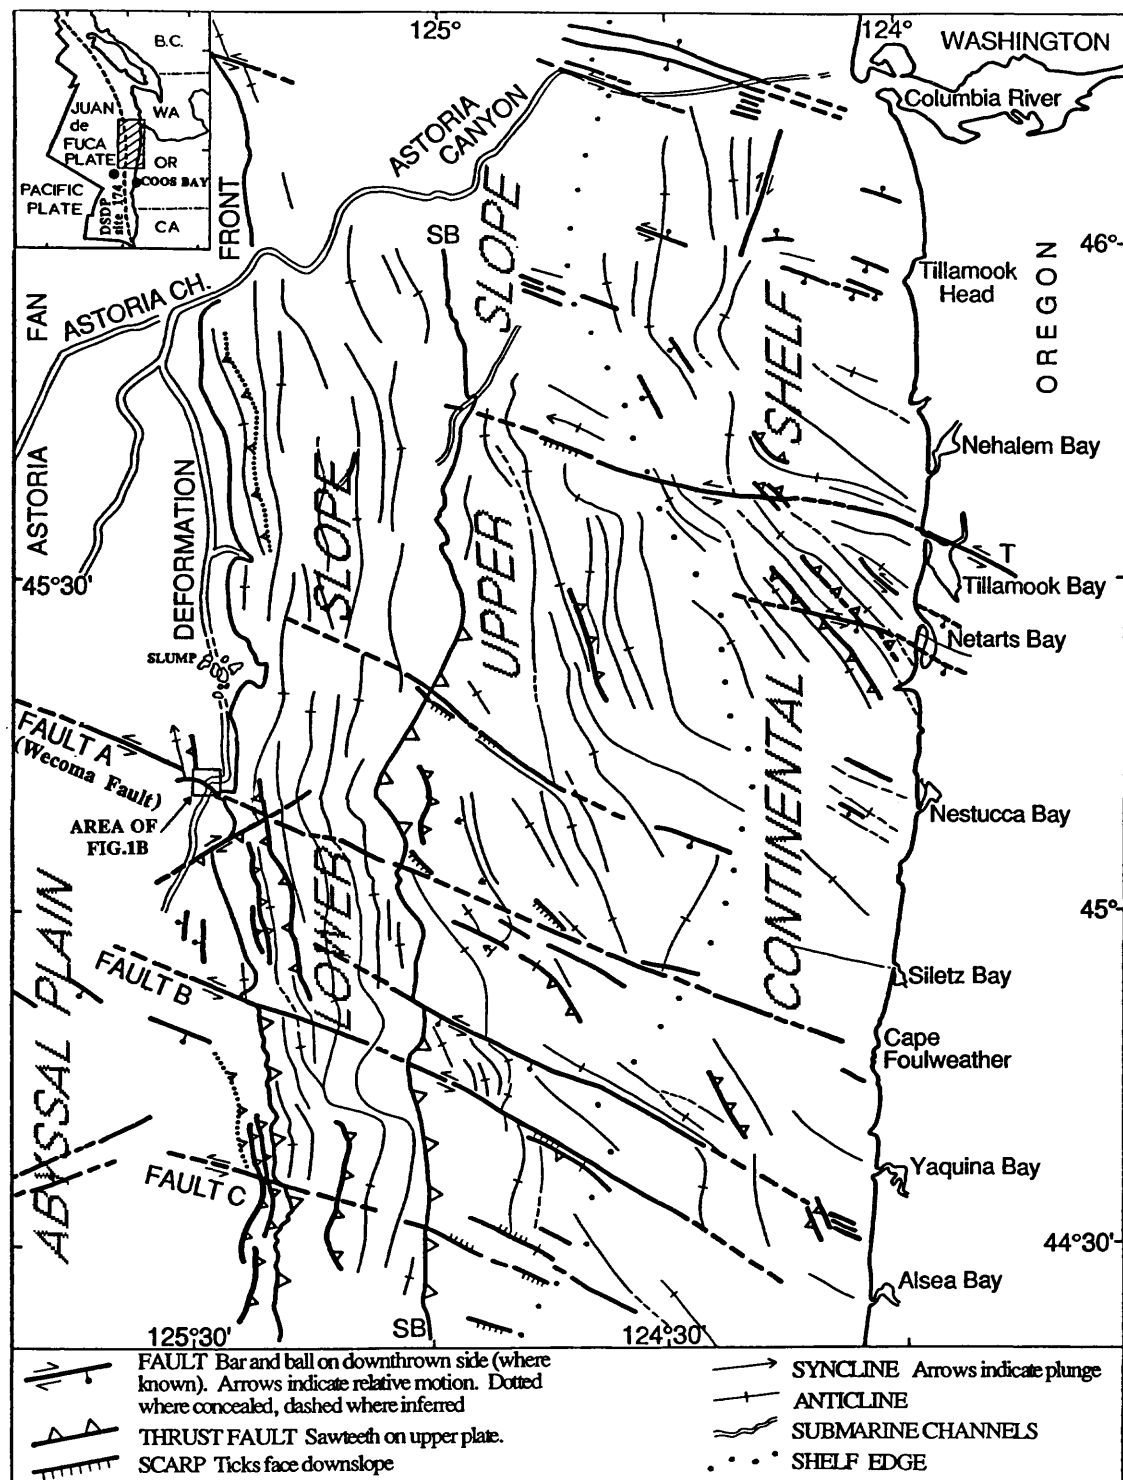 125°
124°
WASHINGTON
Columbia River
B.C.
WA
JUAN
de
FUCA
PLATE
OR
COOS BAY
PACIFIC
PLATE
DSDP
site 174
CA
ASTORIA
CANYON
FRONT
SB
SLOPE
46°
Tillamook
Head
OREGON
ASTORIA CH.
FAN
SHELF
Nehalem Bay
ASTORIA
DEFORMATION
SLOPE
UPPER
T
45°30'
Tillamook Bay
Netarts Bay
SLUMP
CONTINENTAL
FAULT A
(Wecoma Fault)
Nestucca Bay
AREA OF
FIG.1B
LOWER
45°
ABYSSAL PLAIN
FAULT B
Siletz Bay
Cape
Foulweather
Yaquina Bay
FAULT C
44°30'
Alsea Bay
125°30'
SB
124°30'
FAULT Bar and ball on downthrown side (where
known). Arrows indicate relative motion. Dotted
where concealed, dashed where inferred
THRUST FAULT Sawteeth on upper plate.
SCARP Ticks face downslope
SYNCLINE Arrows indicate plunge
ANTICLINE
SUBMARINE CHANNELS
SHELF EDGE